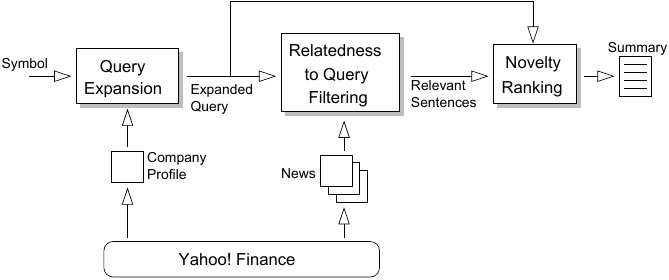 Symbol
Query
Expansion
Expanded
Query
Relatedness
to Query
Filtering
Relevant
Sentences
Novelty
Ranking
Summary
Company
Profile
News
Yahoo! Finance